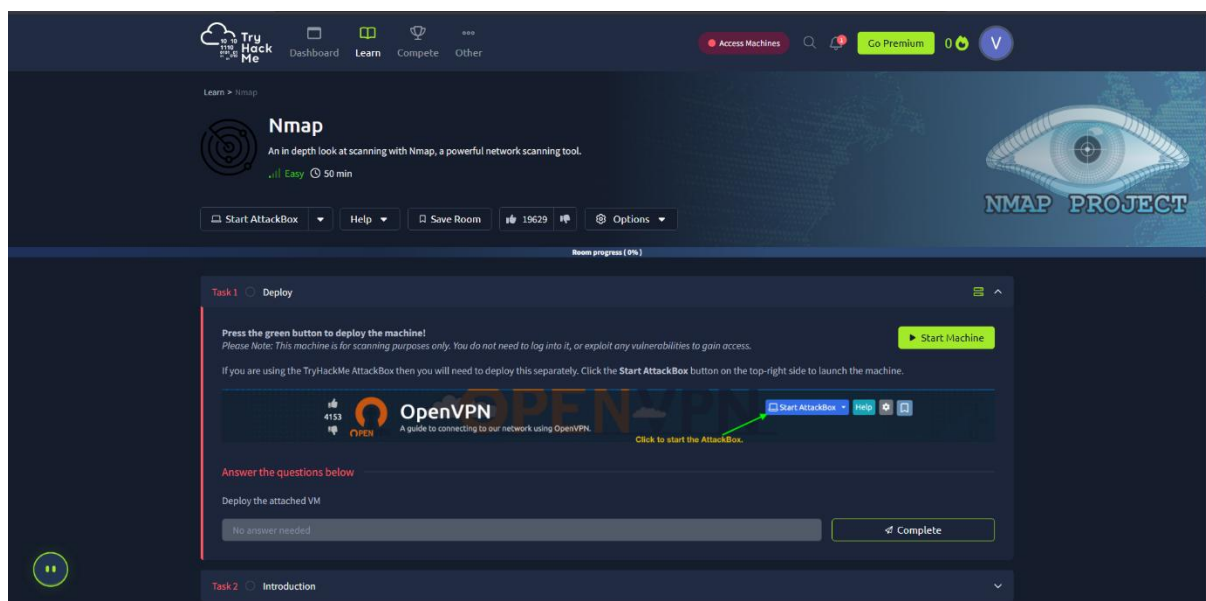 Try
Hack
Me
Dashboard
Learn
Compete
Other
Access Machines
Go Premium
0
V
Learn > Nmap
Nmap
An in depth look at scanning with Nmap, a powerful network scanning tool.
Easy 50 min
Start AttackBox
Help
Save Room
19629
Options
NMAP PROJECT
Room progress ( 0% )
Task 1 Deploy
Press the green button to deploy the machine!
Please Note: This machine is for scanning purposes only. You do not need to log into it, or exploit any vulnerabilities to gain access.
Start Machine
If you are using the TryHackMe AttackBox then you will need to deploy this separately. Click the Start AttackBox button on the top-right side to launch the machine.
4153
OPEN
OpenVPN
A guide to connecting to our network using OpenVPN.
OPENVPN
Start AttackBox
Help
Click to start the AttackBox.
Answer the questions below
Deploy the attached VM
No answer needed
Complete
Task 2 Introduction